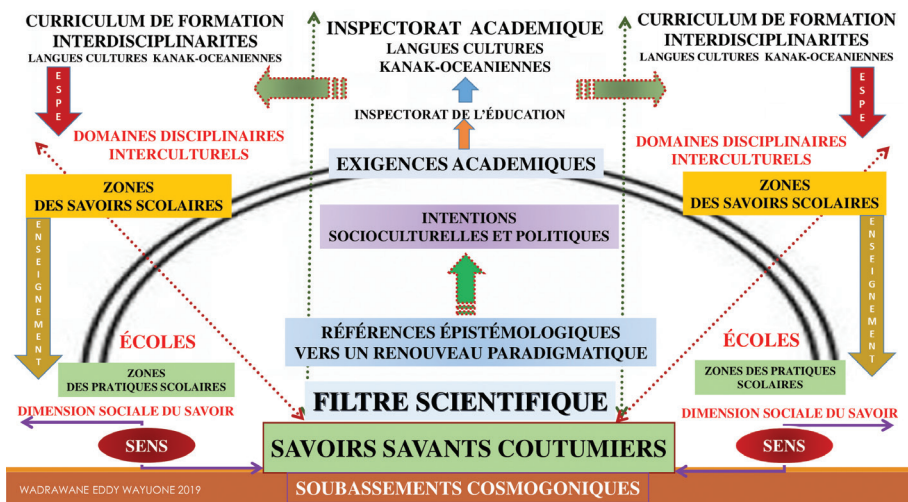 CURRICULUM DE FORMATION
INTERDISCIPLINARITES
LANGUES CULTURES KANAK-OCEANIENNES
ESPE
DOMAINES DISCIPLINAIRES
INTERCULTURELS
ZONES
DES SAVOIRS SCOLAIRES
ENSEIGNEMENT
ÉCOLES
ZONES
DES PRATIQUES SCOLAIRES
DIMENSION SOCIALE DU SAVOIR
SENS
INSPECTORAT ACADÉMIQUE
LANGUES CULTURES
KANAK-OCEANIENNES
INSPECTORAT DE L'ÉDUCATION
EXIGENCES ACADÉMIQUES
INTENTIONS
SOCIOCULTURELLES ET POLITIQUES
RÉFÉRENCES ÉPISTÉMOLOGIQUES
VERS UN RENOUVEAU PARADIGMATIQUE
FILTRE SCIENTIFIQUE
SAVOIRS SAVANTS COUTUMIERS
SOUBASSEMENTS COSMOGONIQUES
CURRICULUM DE FORMATION
INTERDISCIPLINARITES
LANGUES CULTURES KANAK-OCEANIENNES
ESPE
DOMAINES DISCIPLINAIRES
INTERCULTURELS
ZONES
DES SAVOIRS SCOLAIRES
ENSEIGNEMENT
ÉCOLES
ZONES DES PRATIQUES
SCOLAIRES
DIMENSION SOCIALE DU SAVOIR
SENS
WADRAWANE EDDY WAYUONE 2019